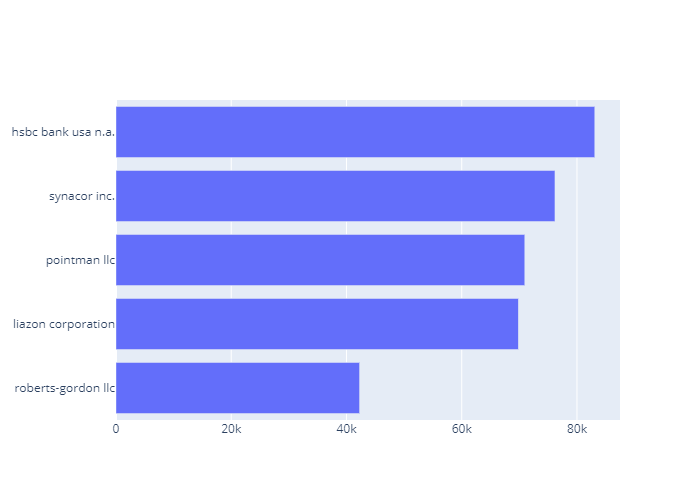 hsbc bank usa n.a.
synacor inc.
pointman llc
liazon corporation
roberts-gordon llc
0 20k 40k 60k 80k